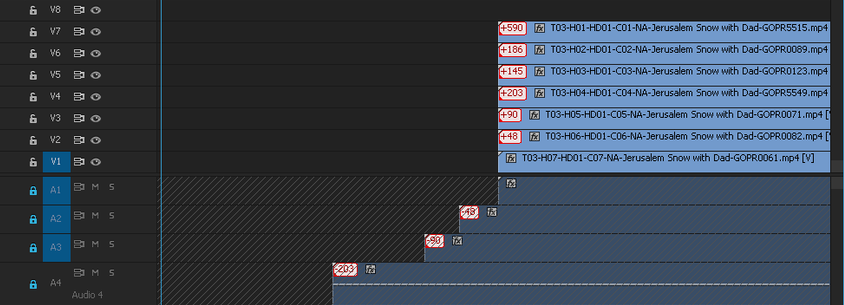 V8
V7 +590 fx T03-H01-HD01-C01-NA-Jerusalem Snow with Dad-GOPR5515.mp4
V6 +186 fx T03-H02-HD01-C02-NA-Jerusalem Snow with Dad-GOPR0089.mp4
V5 +145 fx T03-H03-HD01-C03-NA-Jerusalem Snow with Dad-GOPR0123.mp4
V4 +203 fx T03-H04-HD01-C04-NA-Jerusalem Snow with Dad-GOPR5549.mp4
V3 +90 fx T03-H05-HD01-C05-NA-Jerusalem Snow with Dad-GOPR0071.mp4 [V
V2 +48 fx T03-H06-HD01-C06-NA-Jerusalem Snow with Dad-GOPR0082.mp4 [V
V1 fx T03-H07-HD01-C07-NA-Jerusalem Snow with Dad-GOPR0061.mp4 [V]
A1 M S fx
A2 M S -48 fx
A3 M S -90 fx
A4 M S -203 fx
Audio 4